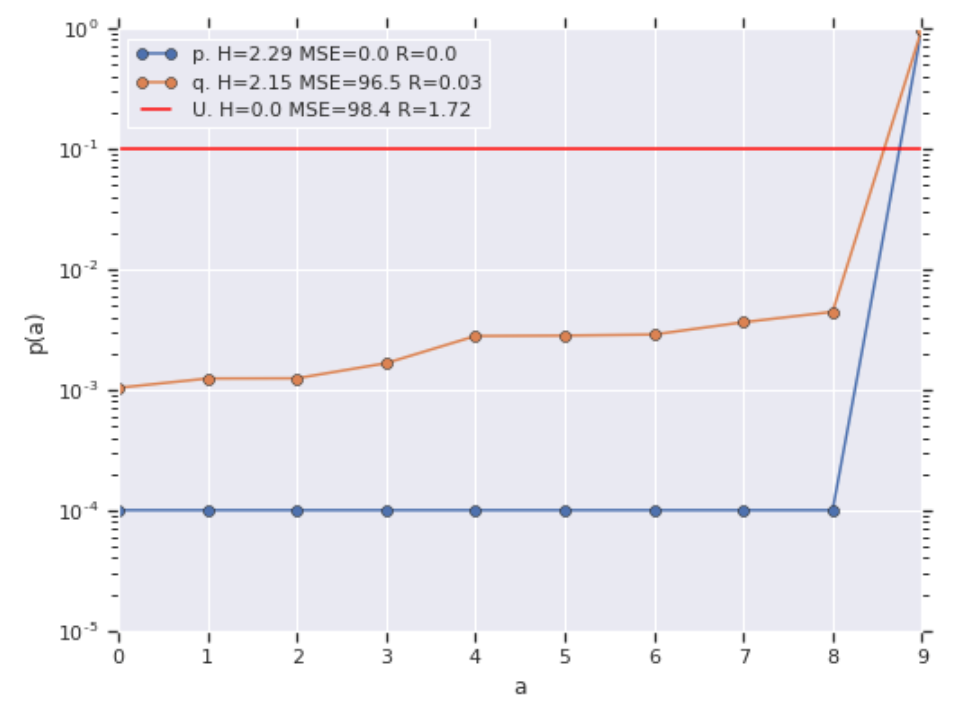 10⁰
p. H=2.29 MSE=0.0 R=0.0
q. H=2.15 MSE=96.5 R=0.03
U. H=0.0 MSE=98.4 R=1.72
10⁻¹
10⁻²
p(a)
10⁻³
10⁻⁴
10⁻⁵
0 1 2 3 4 5 6 7 8 9
a